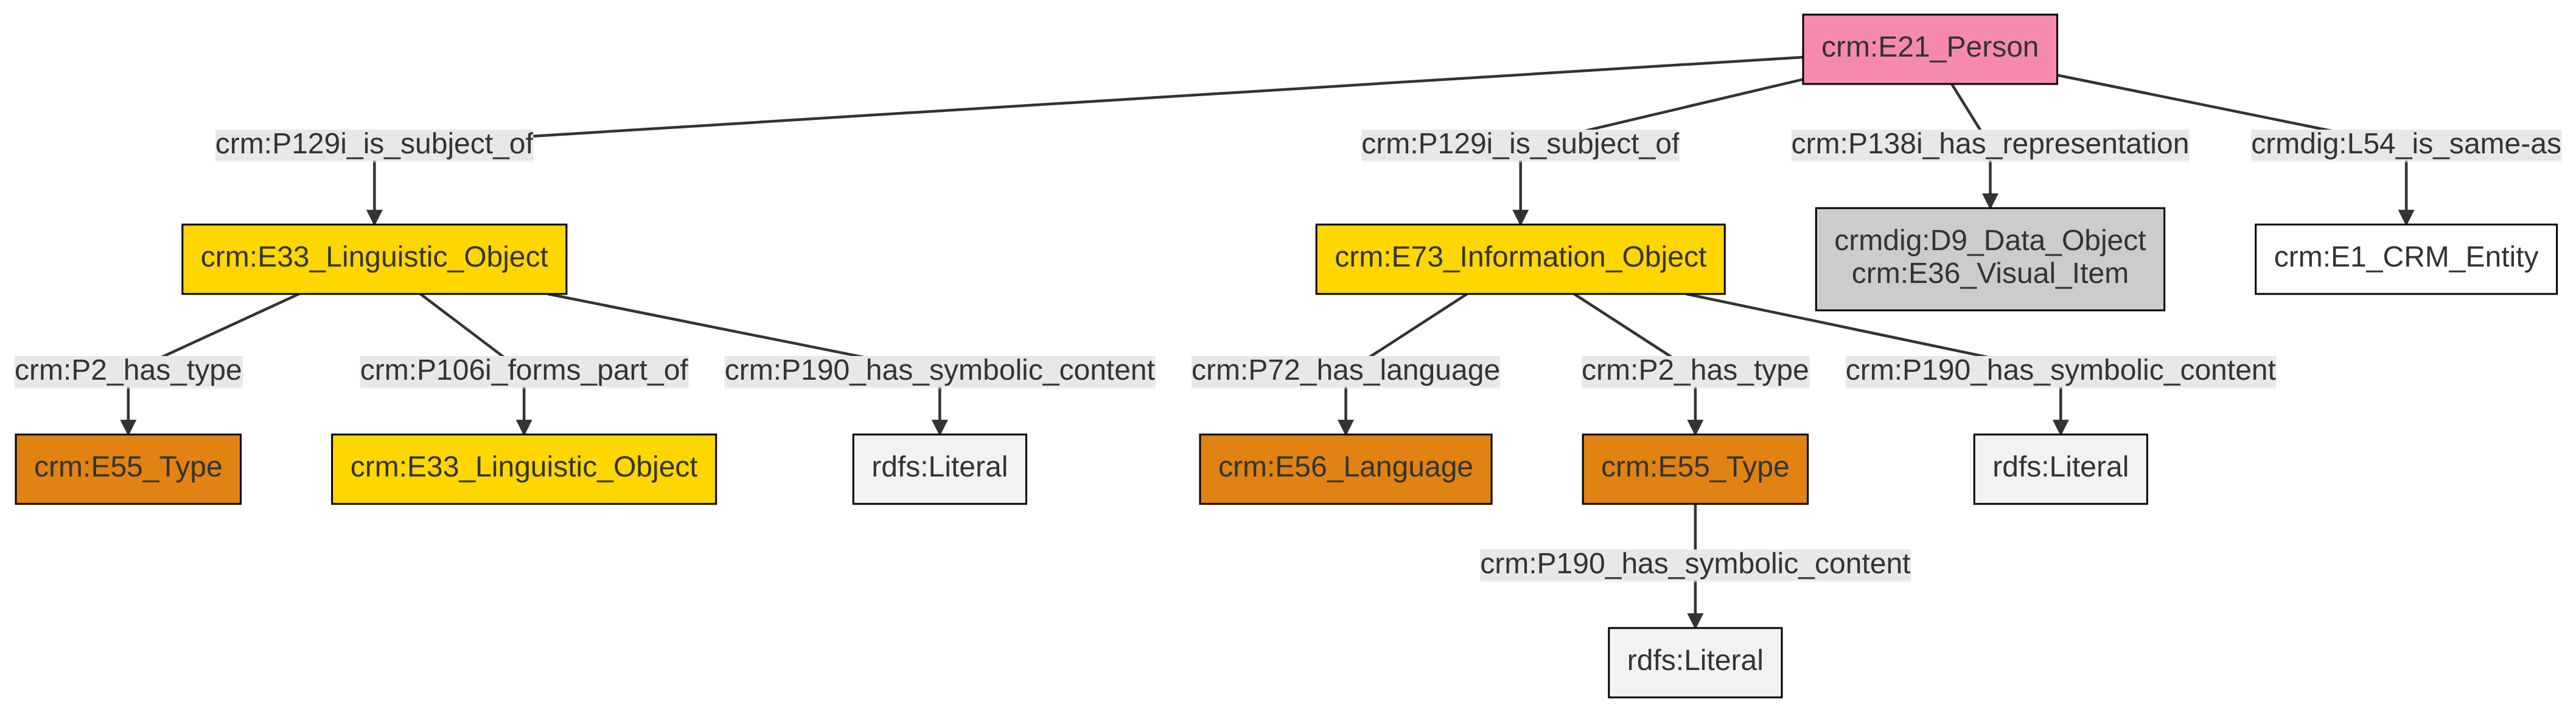 crm:E21_Person
crm:P129i_is_subject_of
crm:P129i_is_subject_of
crm:P138i_has_representation
crmdig:L54_is_same-as
crm:E33_Linguistic_Object
crm:E73_Information_Object
crmdig:D9_Data_Object
crm:E36_Visual_Item
crm:E1_CRM_Entity
crm:P2_has_type
crm:P106i_forms_part_of
crm:P190_has_symbolic_content
crm:P72_has_language
crm:P2_has_type
crm:P190_has_symbolic_content
crm:E55_Type
crm:E33_Linguistic_Object
rdfs:Literal
crm:E56_Language
crm:E55_Type
rdfs:Literal
crm:P190_has_symbolic_content
rdfs:Literal